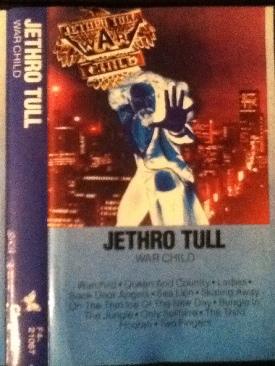 JETHRO TULL
WAR CHILD
JETHRO TULL
WAR
CHILD
JETHRO TULL
WAR CHILD
Warchild • Queen And Country • Ladies •
Back-Door Angels • Sea Lion • Skating Away
On The Thin Ice Of The New Day • Bungle In
The Jungle • Only Solitaire • The Third
Hoorah • Two Fingers